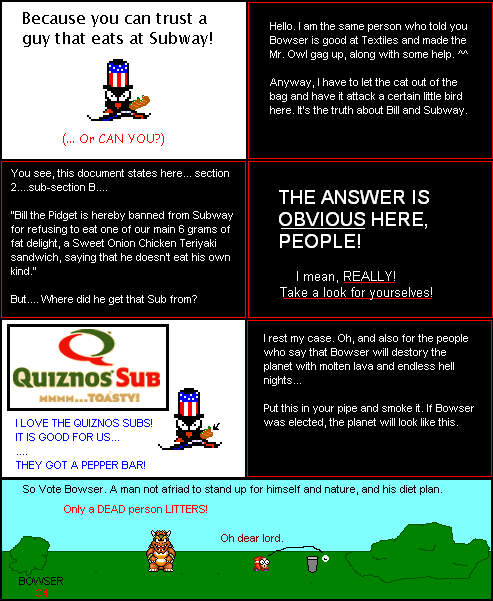 Because you can trust a
guy that eats at Subway!
(... Or CAN YOU?)
Hello. I am the same person who told you
Bowser is good at Textiles and made the
Mr. Owl gag up, along with some help. ^^
Anyway, I have to let the cat out of the
bag and have it attack a certain little bird
here. It's the truth about Bill and Subway.
You see, this document states here... section
2....sub-section B....
"Bill the Pidget is hereby banned from Subway
for refusing to eat one of our main 6 grams of
fat delight, a Sweet Onion Chicken Teriyaki
sandwich, saying that he doesn't eat his own
kind."
But.... Where did he get that Sub from?
THE ANSWER IS
OBVIOUS HERE,
PEOPLE!
I mean, REALLY!
Take a look for yourselves!
QUIZNOS SUB
MMMM...TOASTY!
I LOVE THE QUIZNOS SUBS!
IT IS GOOD FOR US...
....
THEY GOT A PEPPER BAR!
I rest my case. Oh, and also for the people
who say that Bowser will destory the
planet with molten lava and endless hell
nights...
Put this in your pipe and smoke it. If Bowser
was elected, the planet will look like this.
So Vote Bowser. A man not afriad to stand up for himself and nature, and his diet plan.
Only a DEAD person LITTERS!
Oh dear lord.
BOWSER
'04